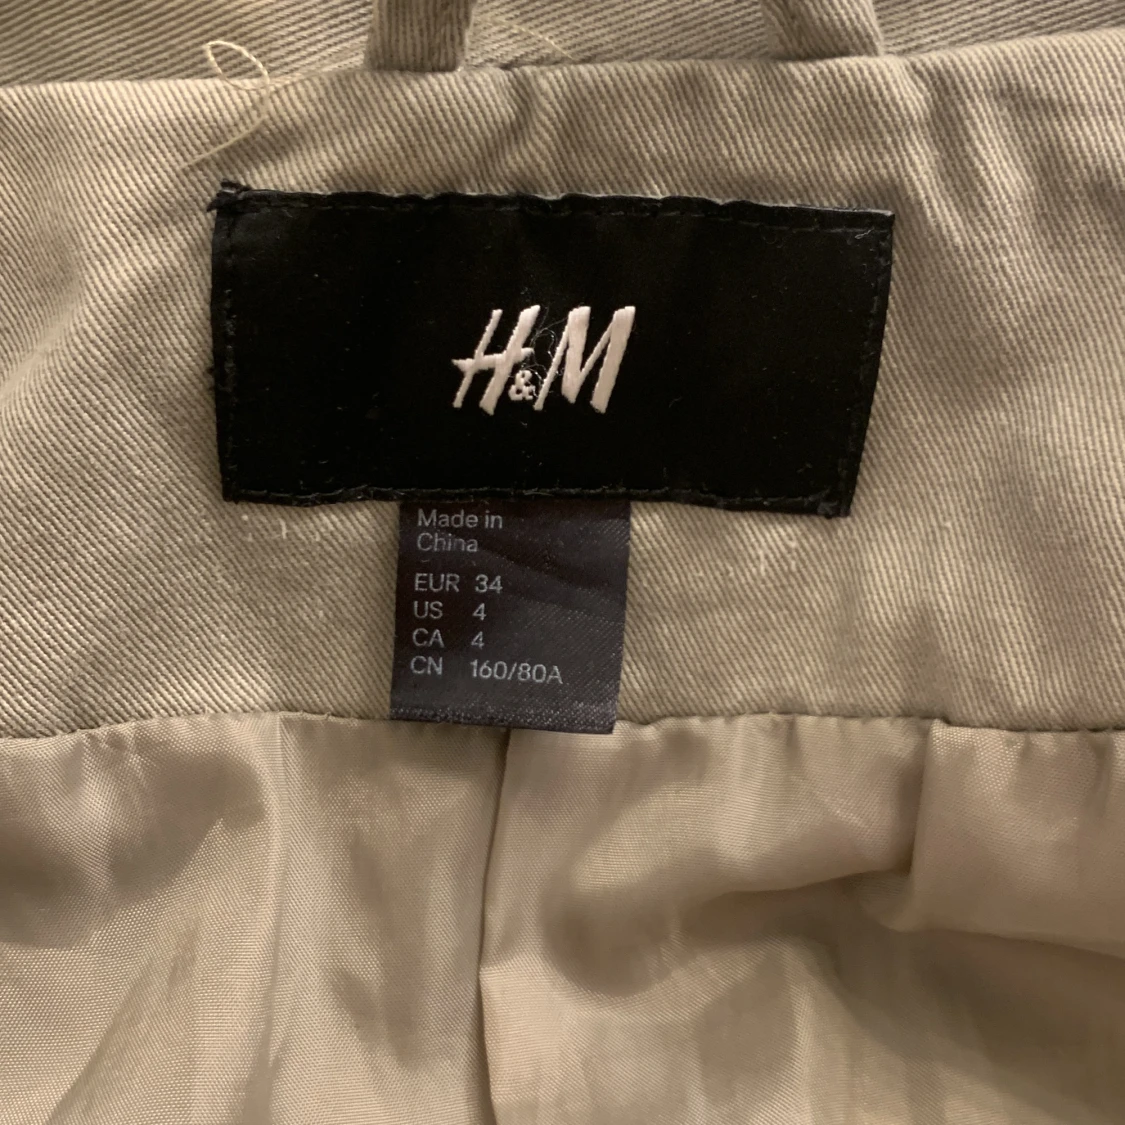 H&M
Made in
China
EUR 34
US 4
CA 4
CN 160/80A